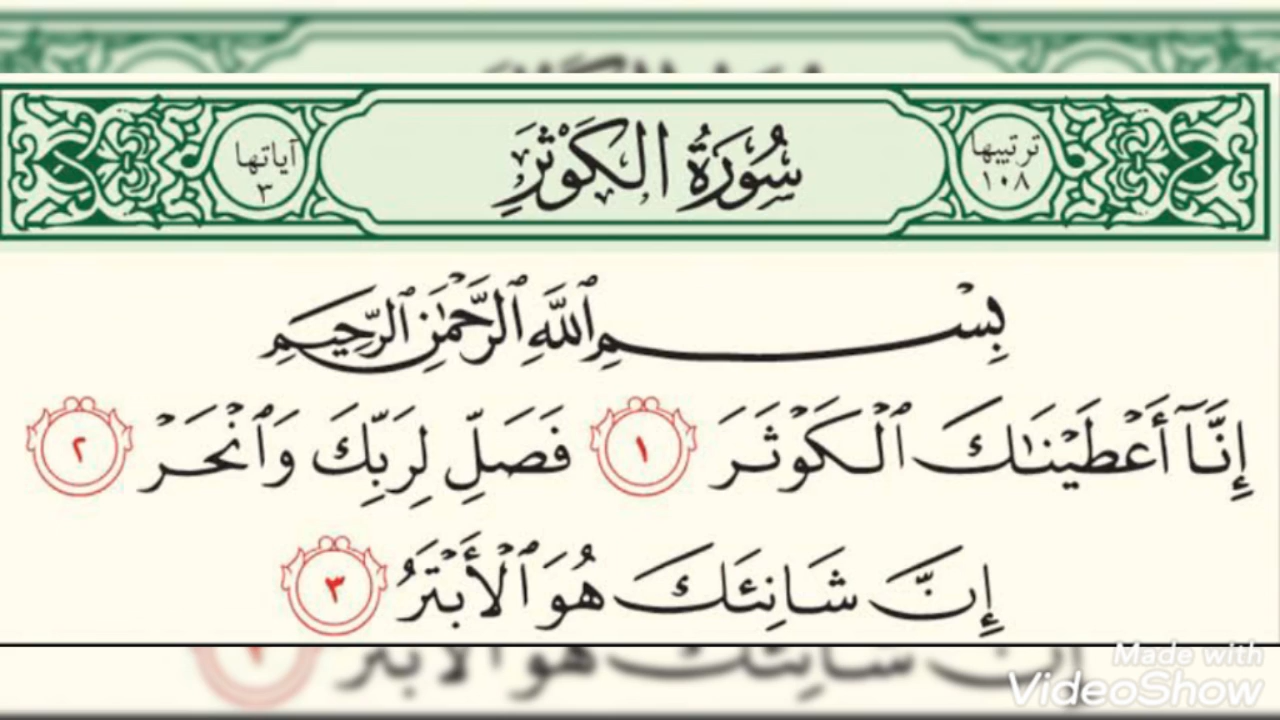 ترتيبها ١٠٨ سُورَةُ الكَوْثَرِ آياتها ٣
بِسْمِ ٱللَّهِ ٱلرَّحْمَٰنِ ٱلرَّحِيمِ
إِنَّآ أَعْطَيْنَٰكَ ٱلْكَوْثَرَ ١ فَصَلِّ لِرَبِّكَ وَٱنْحَرْ ٢
إِنَّ شَانِئَكَ هُوَ ٱلْأَبْتَرُ ٣
Made with
VideoShow